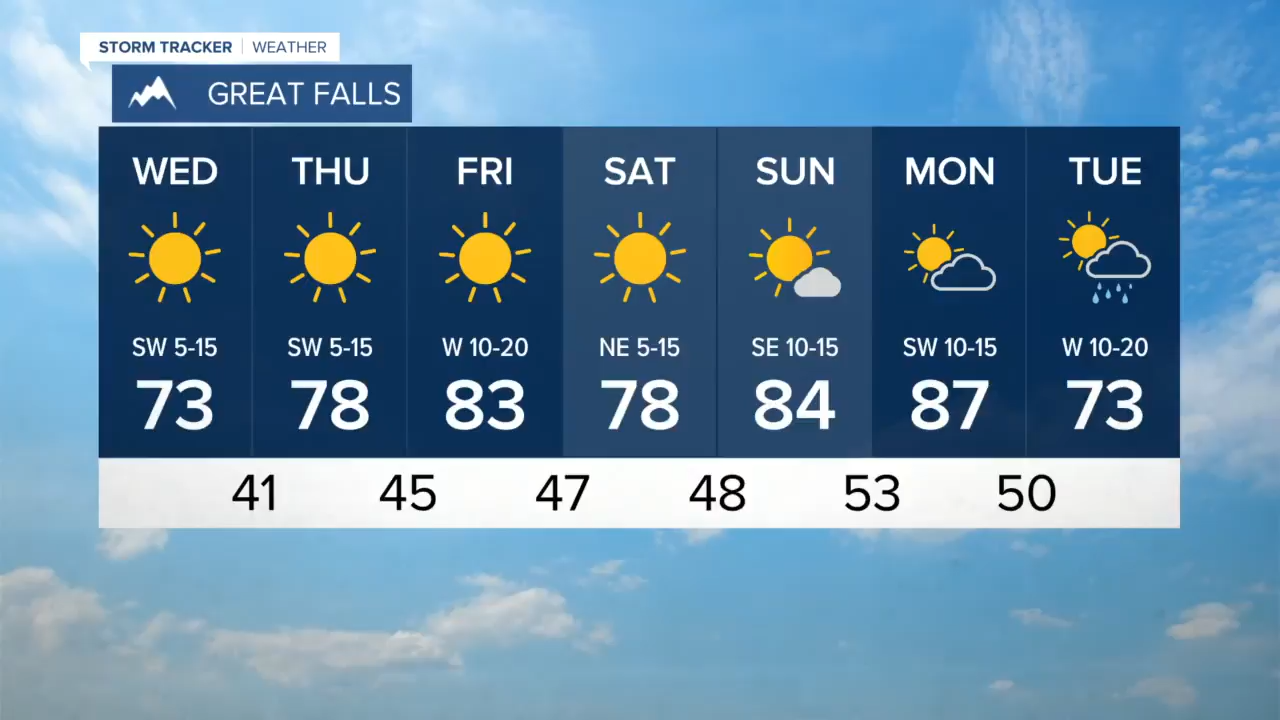 STORM TRACKER | WEATHER
GREAT FALLS
WED THU FRI SAT SUN MON TUE
SW 5-15 SW 5-15 W 10-20 NE 5-15 SE 10-15 SW 10-15 W 10-20
73 78 83 78 84 87 73
41 45 47 48 53 50